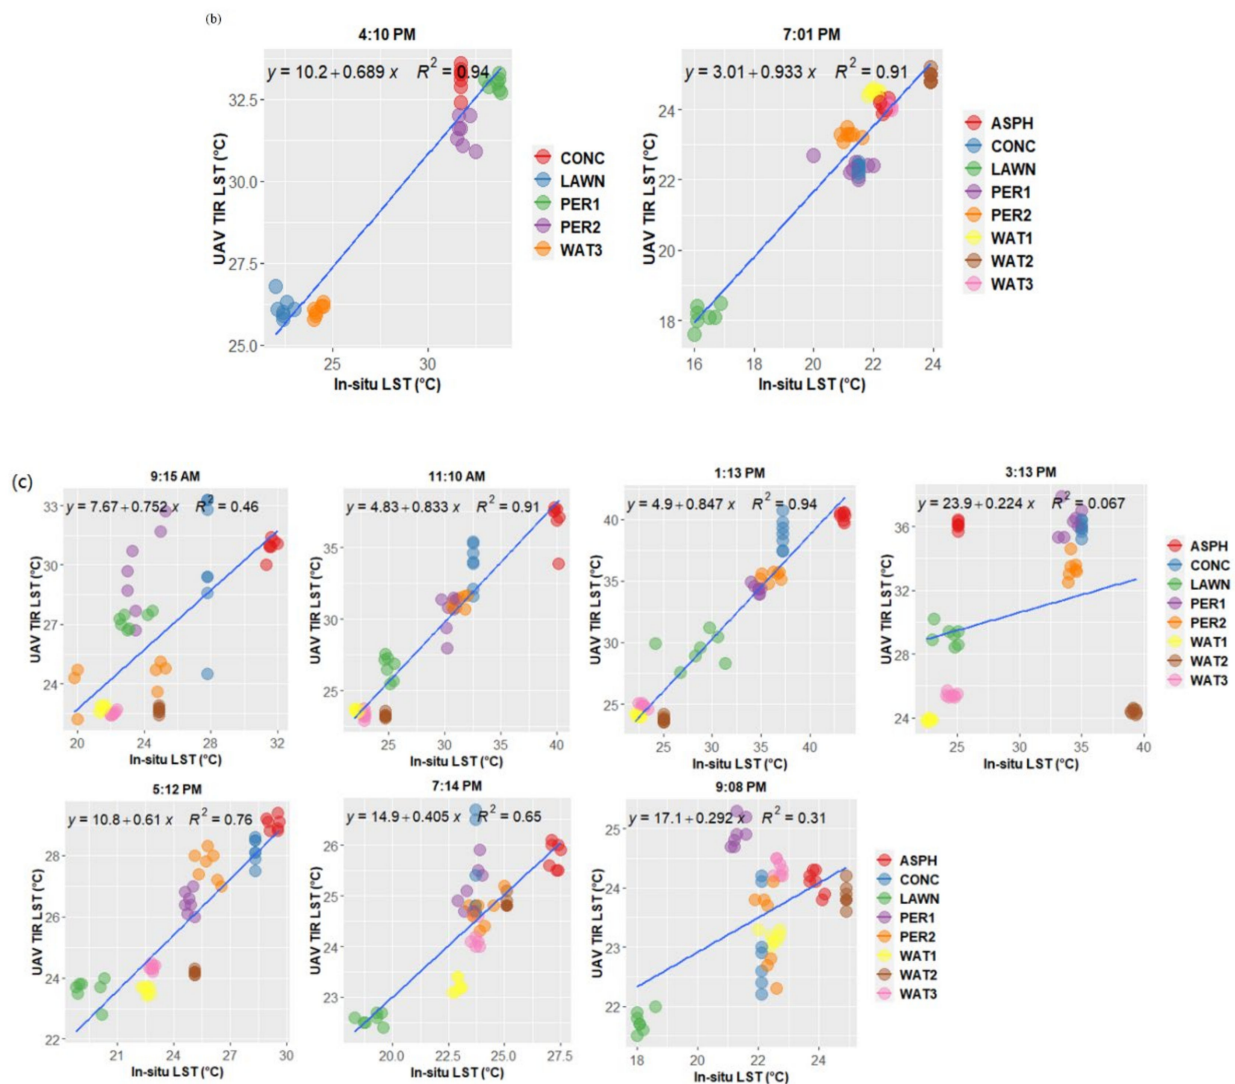 (b)
4:10 PM
y = 10.2+0.689 x R² = 0.94
UAV TIR LST (°C)
32.5
30.0
27.5
25.0
25
30
In-situ LST (°C)
CONC
LAWN
PER1
PER2
WAT3
7:01 PM
y = 3.01+0.933 x R² = 0.91
UAV TIR LST (°C)
24
22
20
18
16
18
20
22
24
In-situ LST (°C)
ASPH
CONC
LAWN
PER1
PER2
WAT1
WAT2
WAT3
(c)
9:15 AM
y = 7.67+0.752 x R² = 0.46
UAV TIR LST (°C)
33
30
27
24
20
24
28
32
In-situ LST (°C)
11:10 AM
y = 4.83+0.833 x R² = 0.91
UAV TIR LST (°C)
35
30
25
25
30
35
40
In-situ LST (°C)
1:13 PM
y = 4.9+0.847 x R² = 0.94
UAV TIR LST (°C)
40
35
30
25
25
30
35
40
In-situ LST (°C)
3:13 PM
y = 23.9+0.224 x R² = 0.067
UAV TIR LST (°C)
36
32
28
24
25
30
35
40
In-situ LST (°C)
ASPH
CONC
LAWN
PER1
PER2
WAT1
WAT2
WAT3
5:12 PM
y = 10.8+0.61 x R² = 0.76
UAV TIR LST (°C)
28
26
24
22
21
24
27
30
In-situ LST (°C)
7:14 PM
y = 14.9+0.405 x R² = 0.65
UAV TIR LST (°C)
26
25
24
23
20.0
22.5
25.0
27.5
In-situ LST (°C)
9:08 PM
y = 17.1+0.292 x R² = 0.31
UAV TIR LST (°C)
25
24
23
22
18
20
22
24
In-situ LST (°C)
ASPH
CONC
LAWN
PER1
PER2
WAT1
WAT2
WAT3